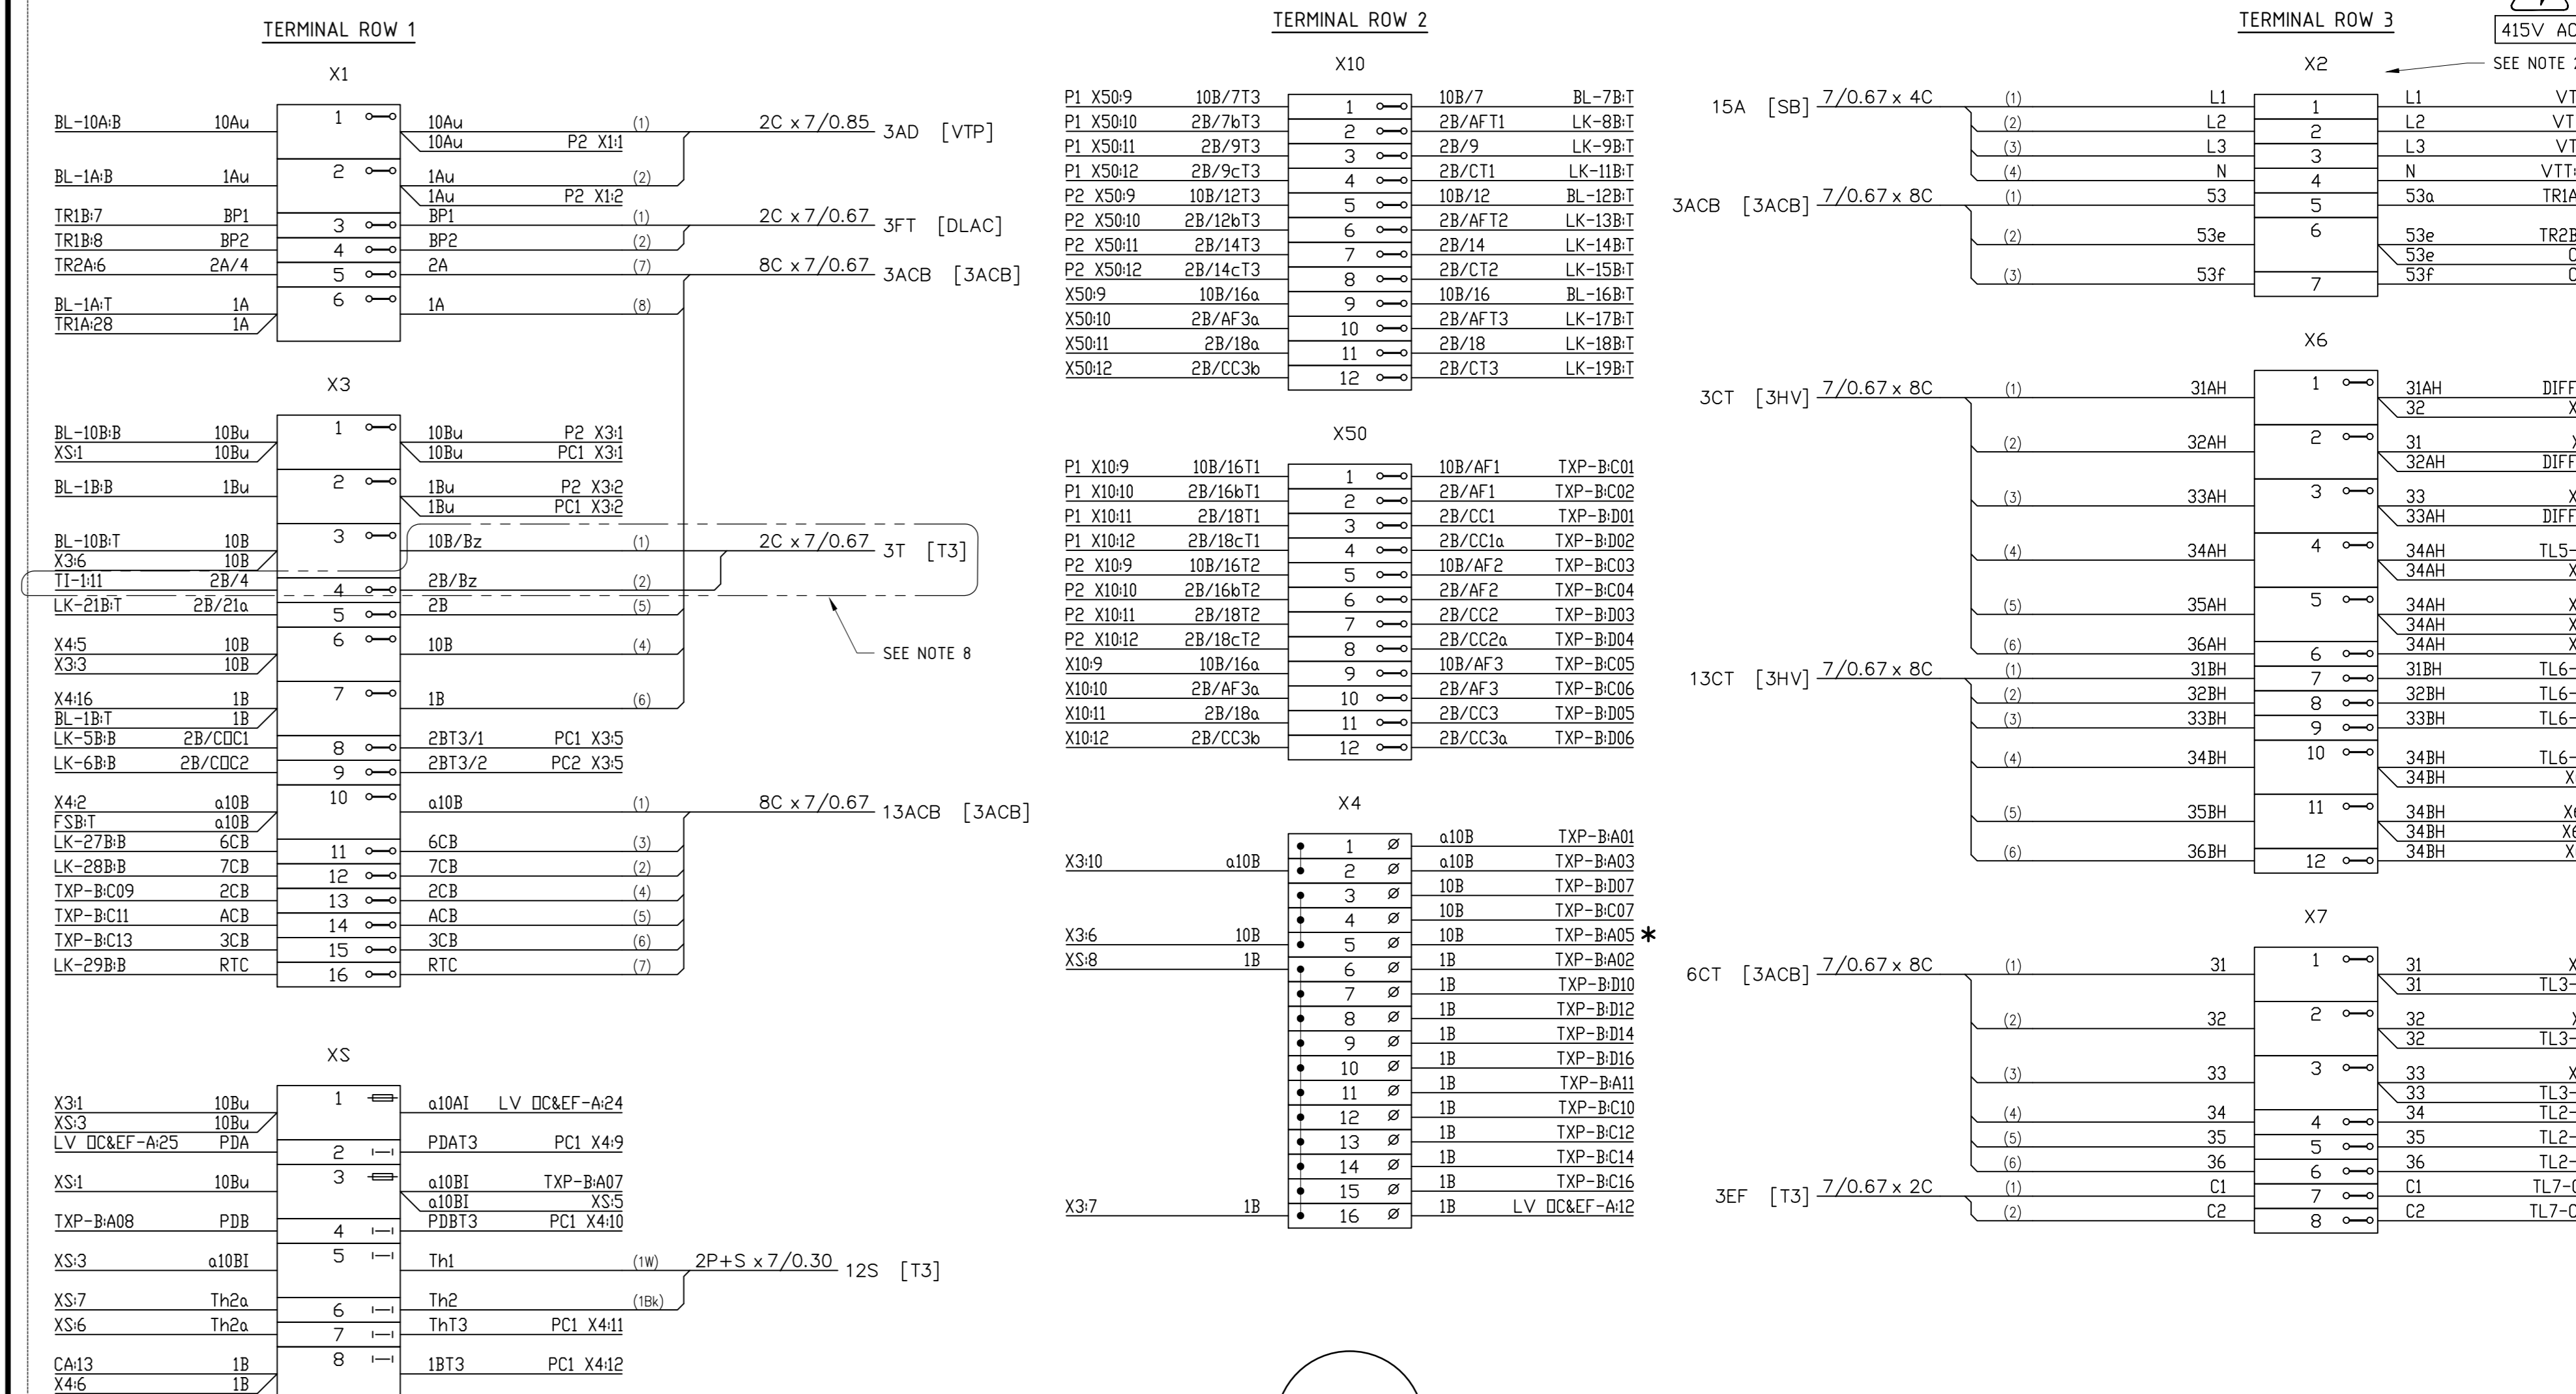 TERMINAL ROW 1
X1
BL-10A:B 10Au 1 10Au (1) 2C x 7/0.85 3AD [VTP]
10Au P2 X1:1
BL-1A:B 1Au 2 1Au (2)
1Au P2 X1:2
TR1B:7 BP1 3 BP1 (1) 2C x 7/0.67 3FT [DLAC]
TR1B:8 BP2 4 BP2 (2)
TR2A:6 2A/4 5 2A (7) 8C x 7/0.67 3ACB [3ACB]
BL-1A:T 1A 6 1A (8)
TR1A:28 1A
X3
BL-10B:B 10Bu 1 10Bu P2 X3:1
XS:1 10Bu 10Bu PC1 X3:1
BL-1B:B 1Bu 2 1Bu P2 X3:2
1Bu PC1 X3:2
BL-10B:T 10B 3 10B/Bz (1) 2C x 7/0.67 3T [T3]
X3:6 10B
TI-1:11 2B/4 4 2B/Bz (2)
LK-21B:T 2B/21a 5 2B (5)
X4:5 10B 6 10B (4)
X3:3 10B
SEE NOTE 8
X4:16 1B 7 1B (6)
BL-1B:T 1B
LK-5B:B 2B/COC1 8 2BT3/1 PC1 X3:5
LK-6B:B 2B/COC2 9 2BT3/2 PC2 X3:5
X4:2 a10B 10 a10B (1) 8C x 7/0.67 13ACB [3ACB]
FSB:T a10B
LK-27B:B 6CB 11 6CB (3)
LK-28B:B 7CB 12 7CB (2)
TXP-B:C09 2CB 13 2CB (4)
TXP-B:C11 ACB 14 ACB (5)
TXP-B:C13 3CB 15 3CB (6)
LK-29B:B RTC 16 RTC (7)
XS
X3:1 10Bu 1 a10AI LV OC&EF-A:24
XS:3 10Bu
LV OC&EF-A:25 PDA 2 PDAT3 PC1 X4:9
XS:1 10Bu 3 a10BI TXP-B:A07
a10BI XS:5
TXP-B:A08 PDB 4 PDBT3 PC1 X4:10
XS:3 a10BI 5 Th1 (1W) 2P+S x 7/0.30 12S [T3]
XS:7 Th2a 6 Th2 (1Bk)
XS:6 Th2a 7 ThT3 PC1 X4:11
CA:13 1B 8 1BT3 PC1 X4:12
X4:6 1B
TERMINAL ROW 2
X10
P1 X50:9 10B/7T3 1 10B/7 BL-7B:T
P1 X50:10 2B/7bT3 2 2B/AFT1 LK-8B:T
P1 X50:11 2B/9T3 3 2B/9 LK-9B:T
P1 X50:12 2B/9cT3 4 2B/CT1 LK-11B:T
P2 X50:9 10B/12T3 5 10B/12 BL-12B:T
P2 X50:10 2B/12bT3 6 2B/AFT2 LK-13B:T
P2 X50:11 2B/14T3 7 2B/14 LK-14B:T
P2 X50:12 2B/14cT3 8 2B/CT2 LK-15B:T
X50:9 10B/16a 9 10B/16 BL-16B:T
X50:10 2B/AF3a 10 2B/AFT3 LK-17B:T
X50:11 2B/18a 11 2B/18 LK-18B:T
X50:12 2B/CC3b 12 2B/CT3 LK-19B:T
X50
P1 X10:9 10B/16T1 1 10B/AF1 TXP-B:C01
P1 X10:10 2B/16bT1 2 2B/AF1 TXP-B:C02
P1 X10:11 2B/18T1 3 2B/CC1 TXP-B:D01
P1 X10:12 2B/18cT1 4 2B/CC1a TXP-B:D02
P2 X10:9 10B/16T2 5 10B/AF2 TXP-B:C03
P2 X10:10 2B/16bT2 6 2B/AF2 TXP-B:C04
P2 X10:11 2B/18T2 7 2B/CC2 TXP-B:D03
P2 X10:12 2B/18cT2 8 2B/CC2a TXP-B:D04
X10:9 10B/16a 9 10B/AF3 TXP-B:C05
X10:10 2B/AF3a 10 2B/AF3 TXP-B:C06
X10:11 2B/18a 11 2B/CC3 TXP-B:D05
X10:12 2B/CC3b 12 2B/CC3a TXP-B:D06
X4
1 a10B TXP-B:A01
X3:10 a10B 2 a10B TXP-B:A03
3 10B TXP-B:D07
4 10B TXP-B:C07
X3:6 10B 5 10B TXP-B:A05 *
XS:8 1B 6 1B TXP-B:A02
7 1B TXP-B:D10
8 1B TXP-B:D12
9 1B TXP-B:D14
10 1B TXP-B:D16
11 1B TXP-B:A11
12 1B TXP-B:C10
13 1B TXP-B:C12
14 1B TXP-B:C14
15 1B TXP-B:C16
X3:7 1B 16 1B LV OC&EF-A:12
TERMINAL ROW 3
415V AC
X2
SEE NOTE
15A [SB] 7/0.67 x 4C (1) L1 1 L1
(2) L2 2 L2
(3) L3 3 L3
(4) N 4 N
3ACB [3ACB] 7/0.67 x 8C (1) 53 5 53a
(2) 53e 6 53e
53e
(3) 53f 7 53f
X6
3CT [3HV] 7/0.67 x 8C (1) 31AH 1 31AH
32
(2) 32AH 2 31
32AH
(3) 33AH 3 33
33AH
(4) 34AH 4 34AH
34AH
(5) 35AH 5 34AH
34AH
(6) 36AH 6 34AH
13CT [3HV] 7/0.67 x 8C (1) 31BH 7 31BH
(2) 32BH 8 32BH
(3) 33BH 9 33BH
(4) 34BH 10 34BH
34BH
(5) 35BH 11 34BH
34BH
(6) 36BH 12 34BH
X7
6CT [3ACB] 7/0.67 x 8C (1) 31 1 31
31
(2) 32 2 32
32
(3) 33 3 33
33
(4) 34 4 34
(5) 35 5 35
(6) 36 6 36
3EF [T3] 7/0.67 x 2C (1) C1 7 C1
(2) C2 8 C2